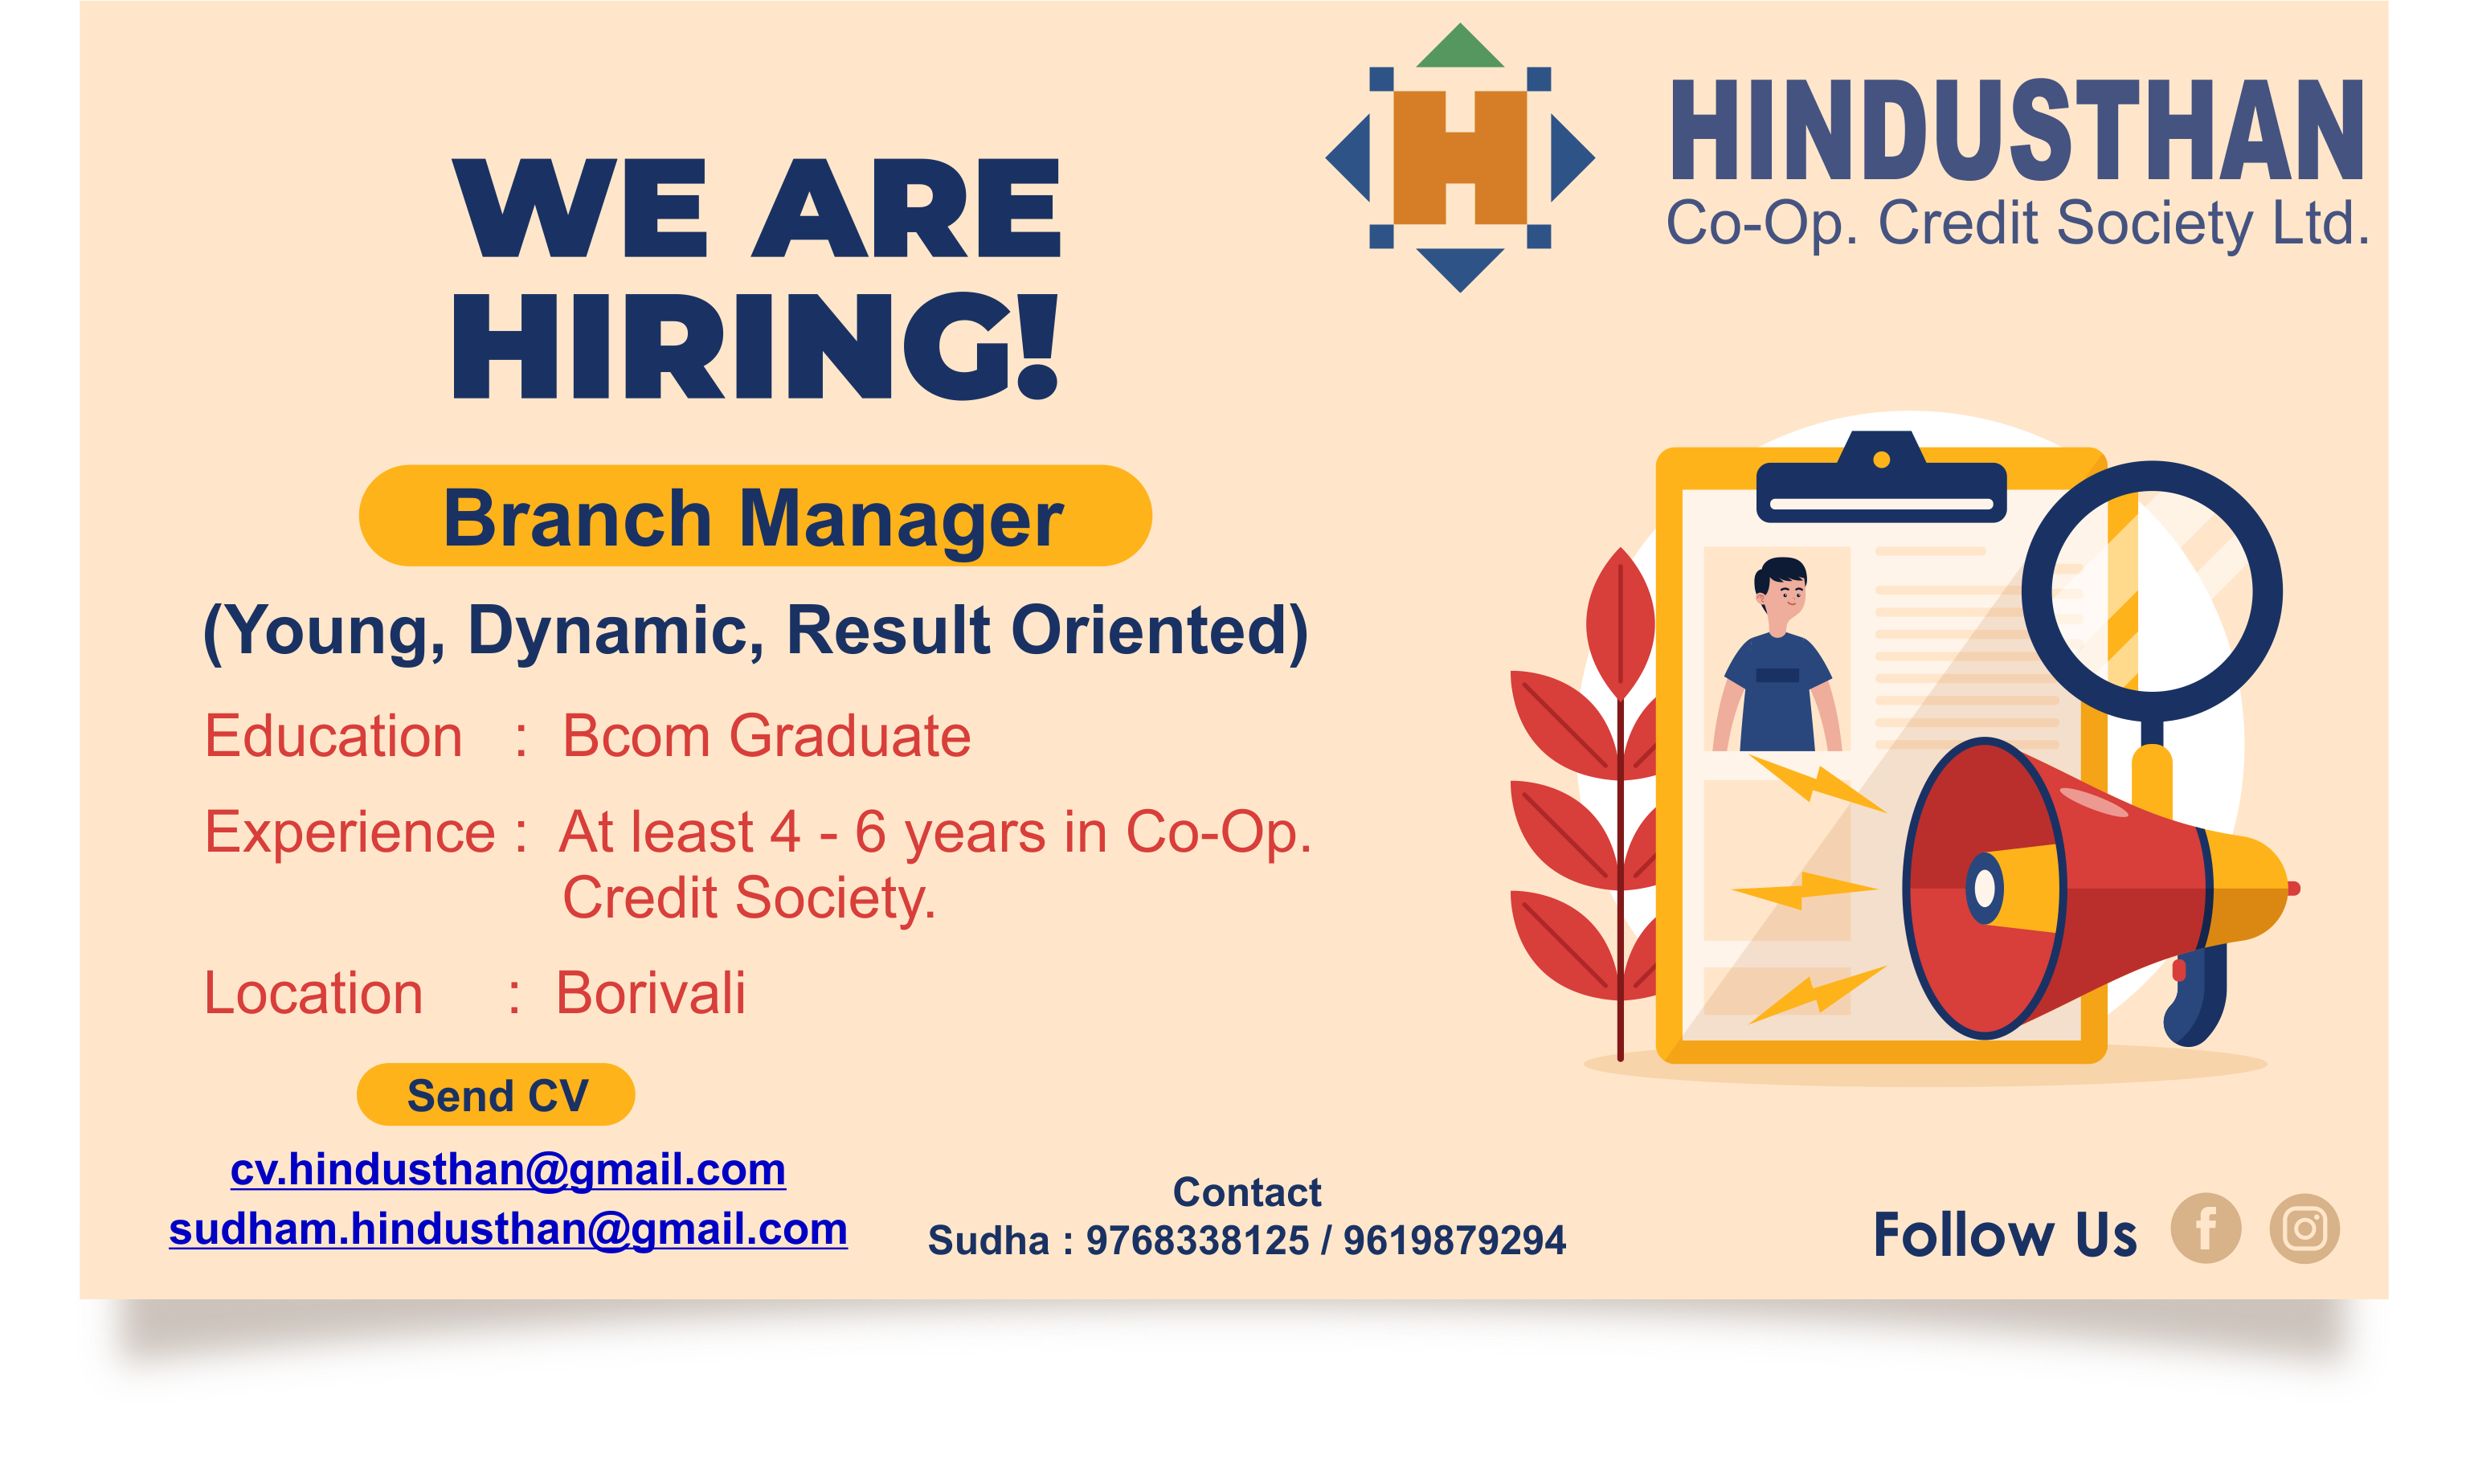 HINDUSTHAN
Co-Op. Credit Society Ltd.
WE ARE
HIRING!
Branch Manager
(Young, Dynamic, Result Oriented)
Education : Bcom Graduate
Experience : At least 4 - 6 years in Co-Op.
Credit Society.
Location : Borivali
Send CV
cv.hindusthan@gmail.com
sudham.hindusthan@gmail.com
Contact
Sudha : 9768338125 / 9619879294
Follow Us